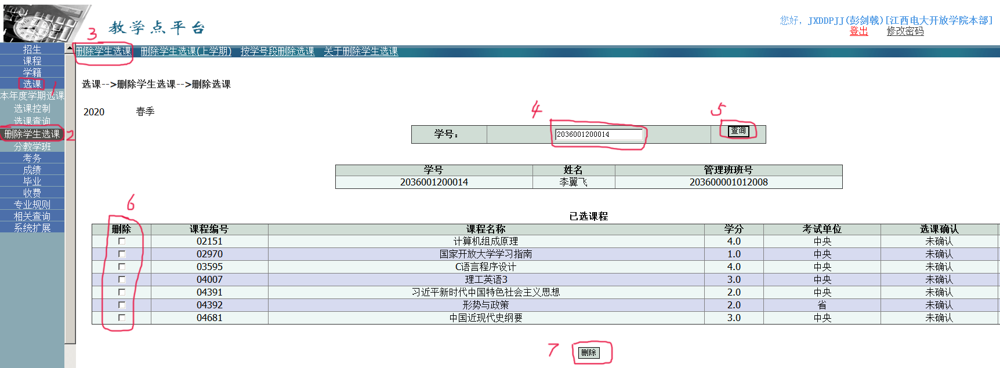 教学点平台
您好，JXDDPJJ(彭剑戟)[江西电大开放学院本部]
登出 修改密码
3
删除学生选课 删除学生选课(上学期) 按学号段删除选课 关于删除学生选课
招生
课程
学籍
选课 1
本年度学期选课
选课控制
选课查询
删除学生选课 2
分教学班
考务
成绩
毕业
收费
专业规则
相关查询
系统扩展
选课-->删除学生选课-->删除选课
2020 春季
4 5
学号： 2036001200014 查询
学号 姓名 管理班班号
2036001200014 李翼飞 203600001012008
6
已选课程
删除 课程编号 课程名称 学分 考试单位 选课确认
02151 计算机组成原理 4.0 中央 未确认
02970 国家开放大学学习指南 1.0 中央 未确认
03595 C语言程序设计 4.0 中央 未确认
04007 理工英语3 3.0 中央 未确认
04391 习近平新时代中国特色社会主义思想 2.0 中央 未确认
04392 形势与政策 2.0 省 未确认
04681 中国近现代史纲要 3.0 中央 未确认
7 删除